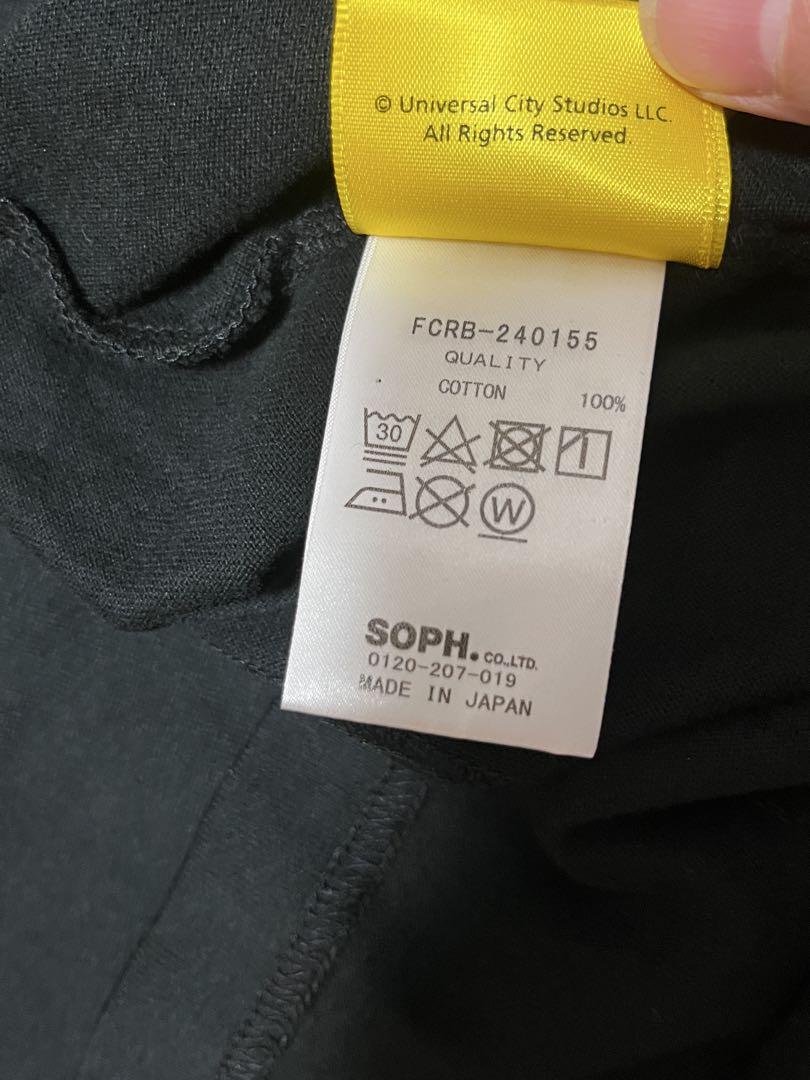 © Universal City Studios LLC.
All Rights Reserved.
FCRB-240155
QUALITY
COTTON 100%
30
W
SOPH. CO.,LTD.
0120-207-019
MADE IN JAPAN